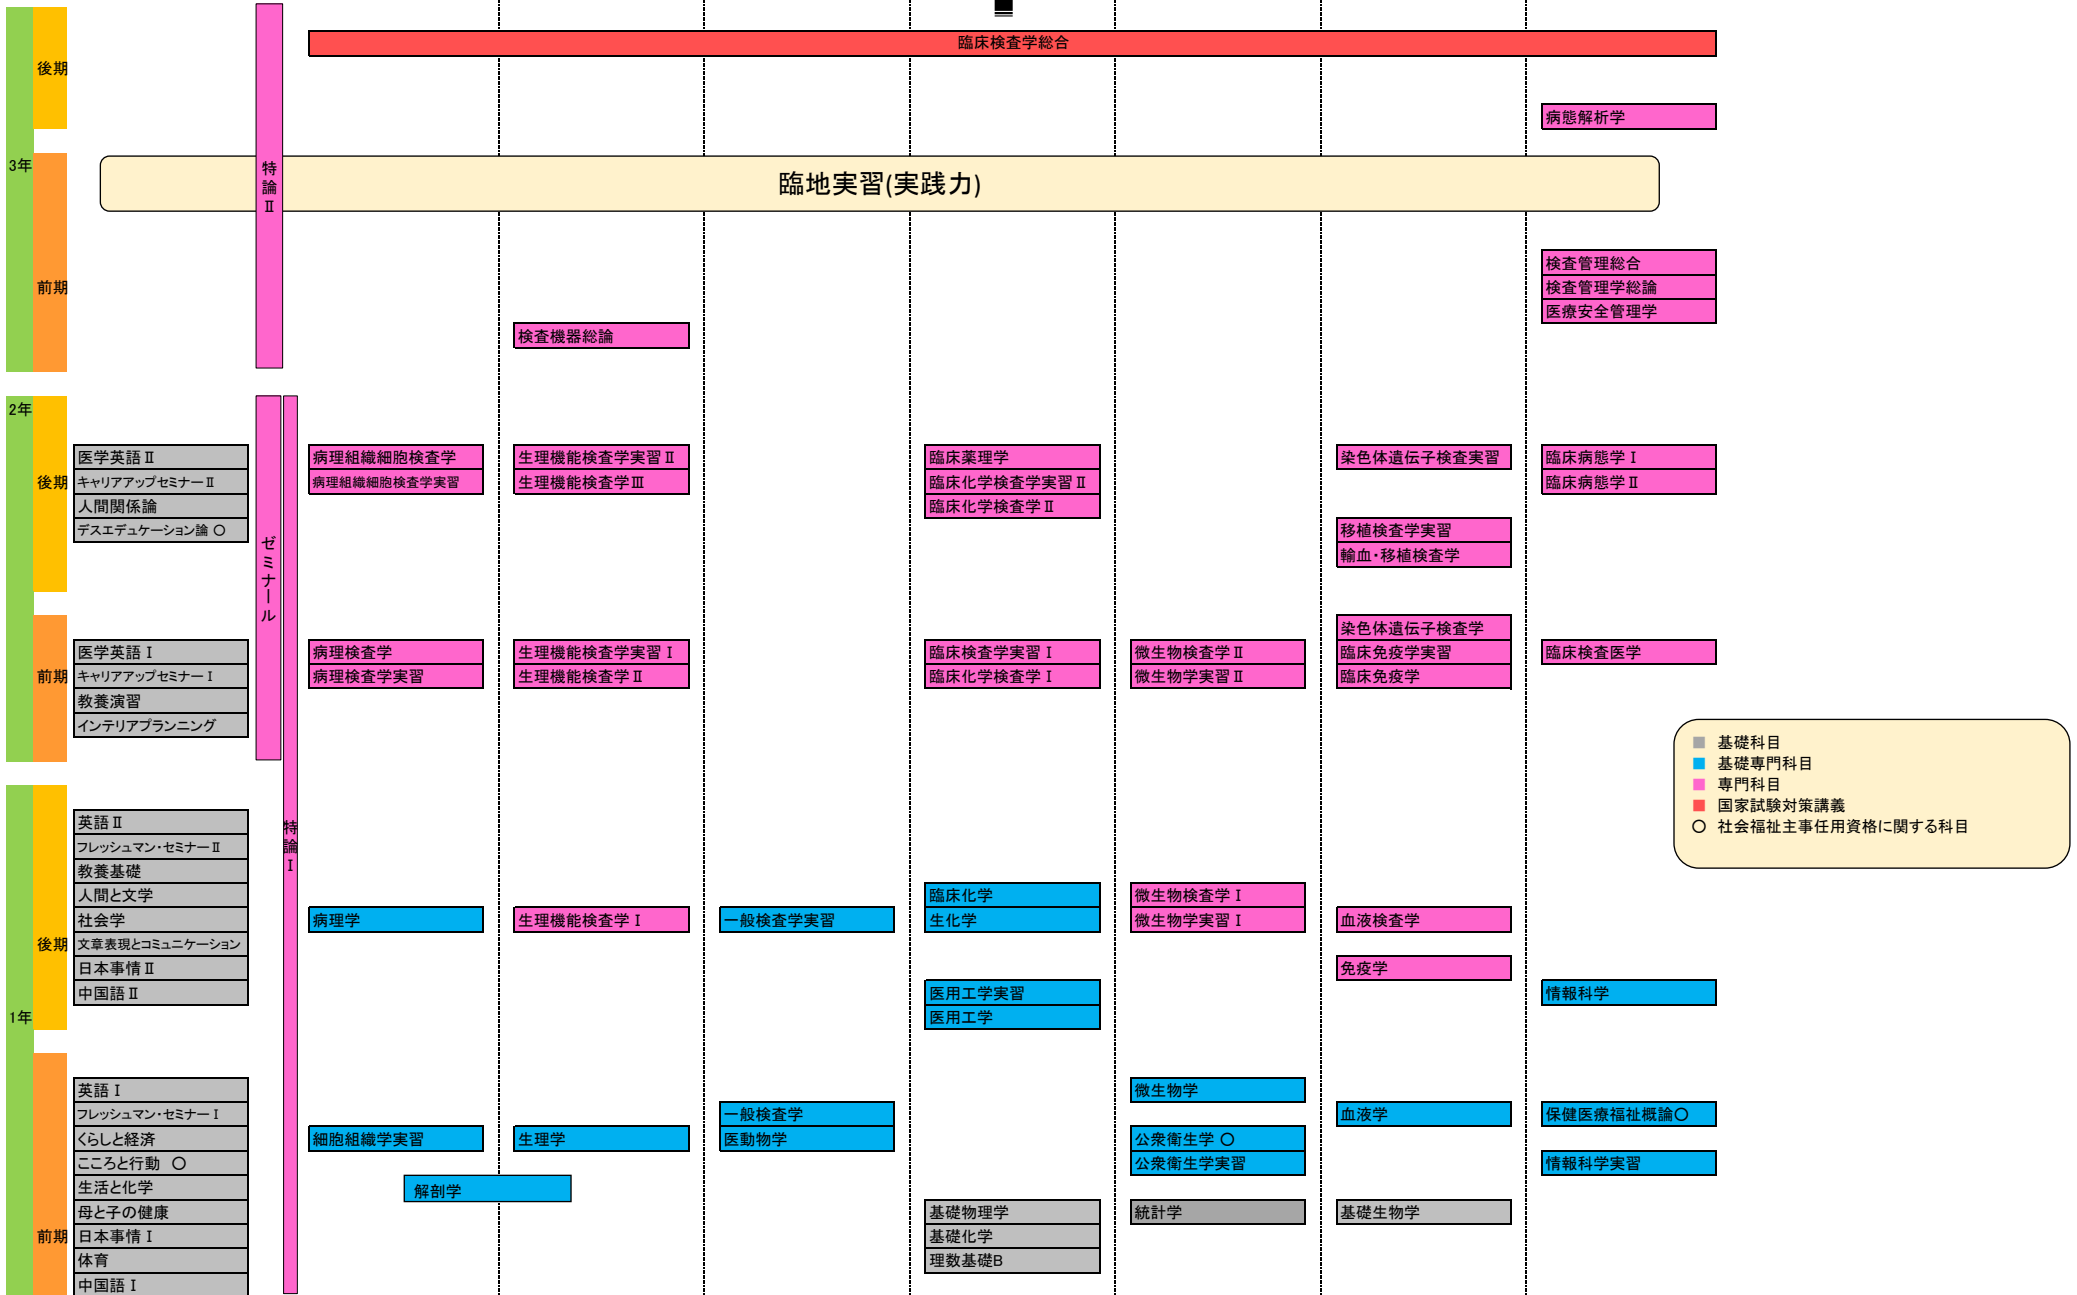 臨床検査学総合
後期
病態解析学
3年
特論Ⅱ
臨地実習(実践力)
前期
検査管理総合
検査管理学総論
医療安全管理学
検査機器総論
2年
後期
医学英語Ⅱ
キャリアアップセミナーⅡ
人間関係論
デスエデュケーション論 ○
ゼミナール
病理組織細胞検査学
病理組織細胞検査学実習
生理機能検査学実習Ⅱ
生理機能検査学Ⅲ
臨床薬理学
臨床化学検査学実習Ⅱ
臨床化学検査学Ⅱ
染色体遺伝子検査実習
移植検査学実習
輸血・移植検査学
臨床病態学Ⅰ
臨床病態学Ⅱ
前期
医学英語Ⅰ
キャリアアップセミナーⅠ
教養演習
インテリアプランニング
病理検査学
病理検査学実習
生理機能検査学実習Ⅰ
生理機能検査学Ⅱ
臨床検査学実習Ⅰ
臨床化学検査学Ⅰ
微生物検査学Ⅱ
微生物学実習Ⅱ
染色体遺伝子検査学
臨床免疫学実習
臨床免疫学
臨床検査医学
基礎科目
基礎専門科目
専門科目
国家試験対策講義
○ 社会福祉主事任用資格に関する科目
1年
後期
英語Ⅱ
フレッシュマン・セミナーⅡ
教養基礎
人間と文学
社会学
文章表現とコミュニケーション
日本事情Ⅱ
中国語Ⅱ
特論Ⅰ
病理学
生理機能検査学Ⅰ
一般検査学実習
臨床化学
生化学
医用工学実習
医用工学
微生物検査学Ⅰ
微生物学実習Ⅰ
血液検査学
免疫学
情報科学
前期
英語Ⅰ
フレッシュマン・セミナーⅠ
くらしと経済
こころと行動 ○
生活と化学
母と子の健康
日本事情Ⅰ
体育
中国語Ⅰ
細胞組織学実習
生理学
解剖学
一般検査学
医動物学
基礎物理学
基礎化学
理数基礎B
微生物学
公衆衛生学 ○
公衆衛生学実習
統計学
血液学
基礎生物学
保健医療福祉概論○
情報科学実習